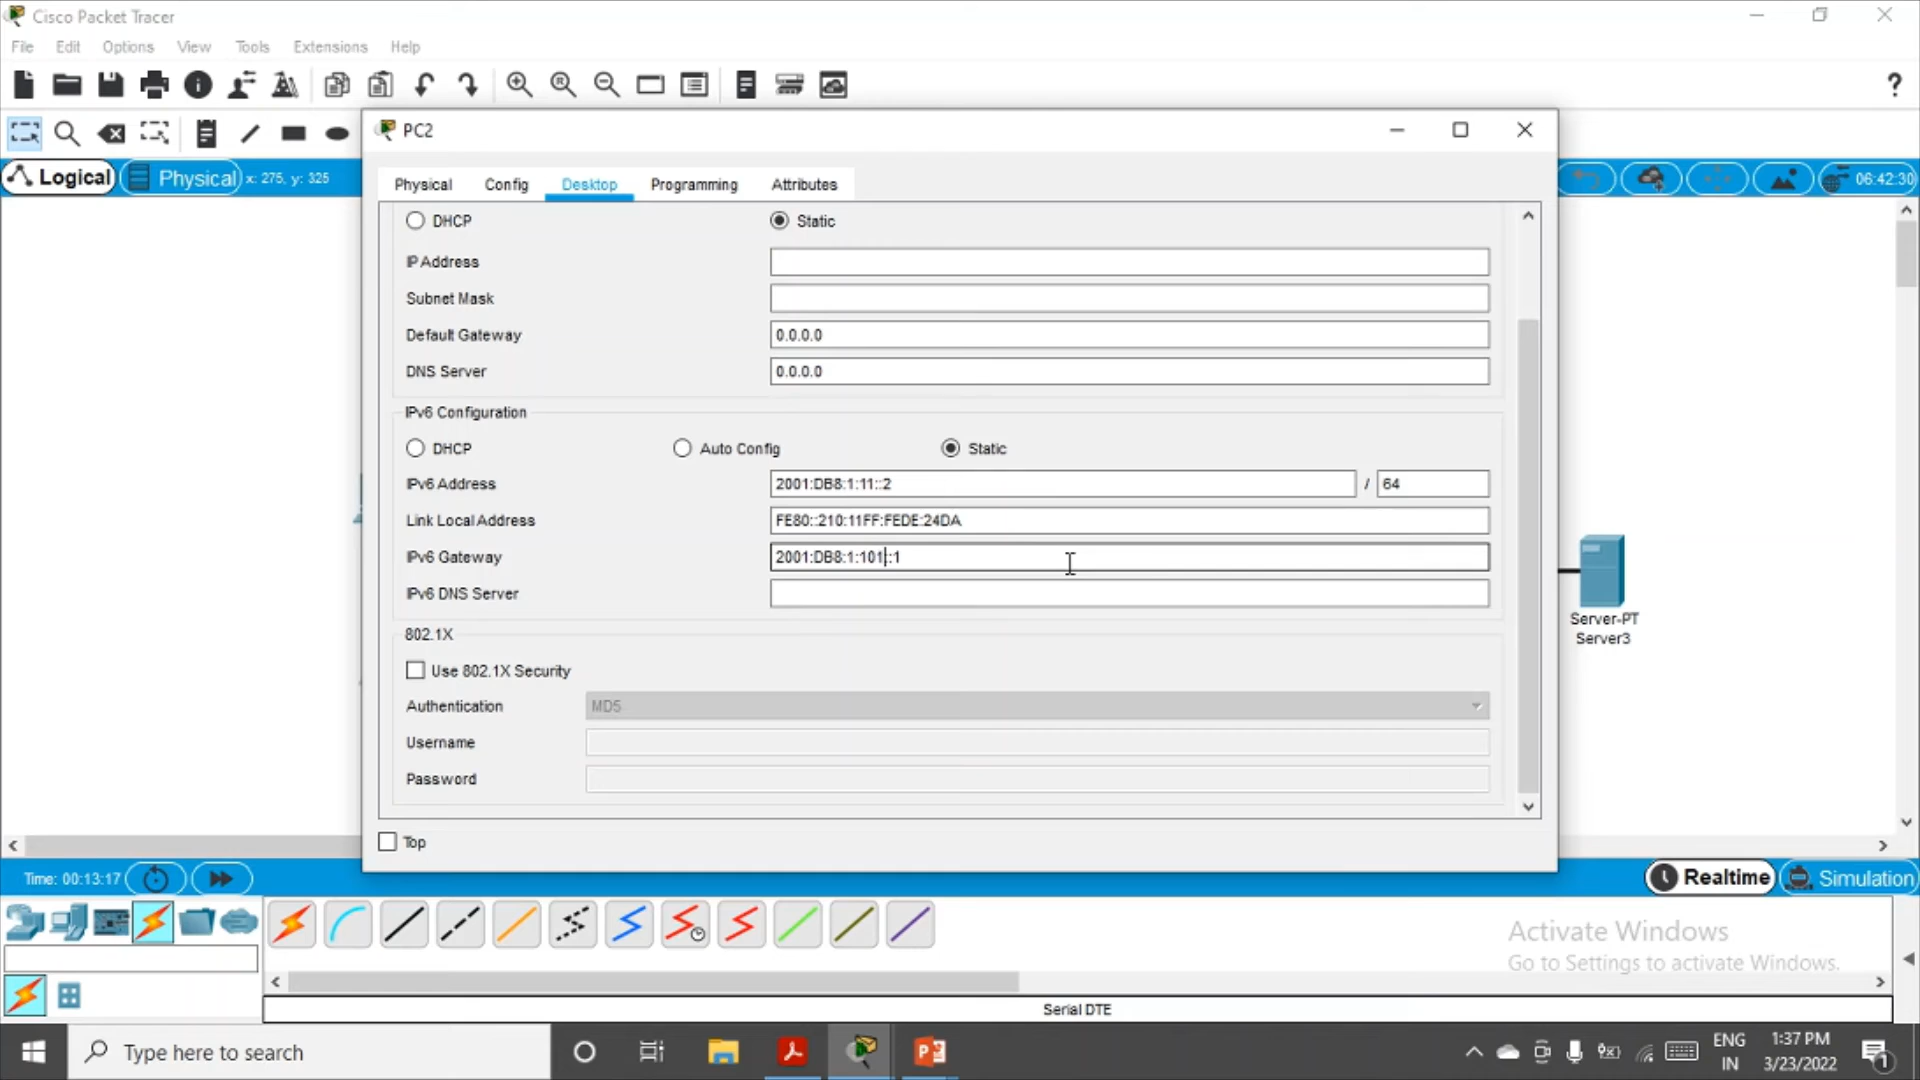 Cisco Packet Tracer
File Edit Options View Tools Extensions Help
?
PC2
Logical Physical x: 275, y: 325 06:42:30
Physical Config Desktop Programming Attributes
DHCP Static
IP Address
Subnet Mask
Default Gateway 0.0.0.0
DNS Server 0.0.0.0
IPv6 Configuration
DHCP Auto Config Static
IPv6 Address 2001:DB8:1:11::2 / 64
Link Local Address FE80::210:11FF:FEDE:24DA
IPv6 Gateway 2001:DB8:1:101::1
IPv6 DNS Server
802.1X
Use 802.1X Security
Authentication MD5
Username
Password
Top
Server-PT
Server3
Time: 00:13:17 Realtime Simulation
Activate Windows
Go to Settings to activate Windows.
Serial DTE
Type here to search
ENG
IN
1:37 PM
3/23/2022
1